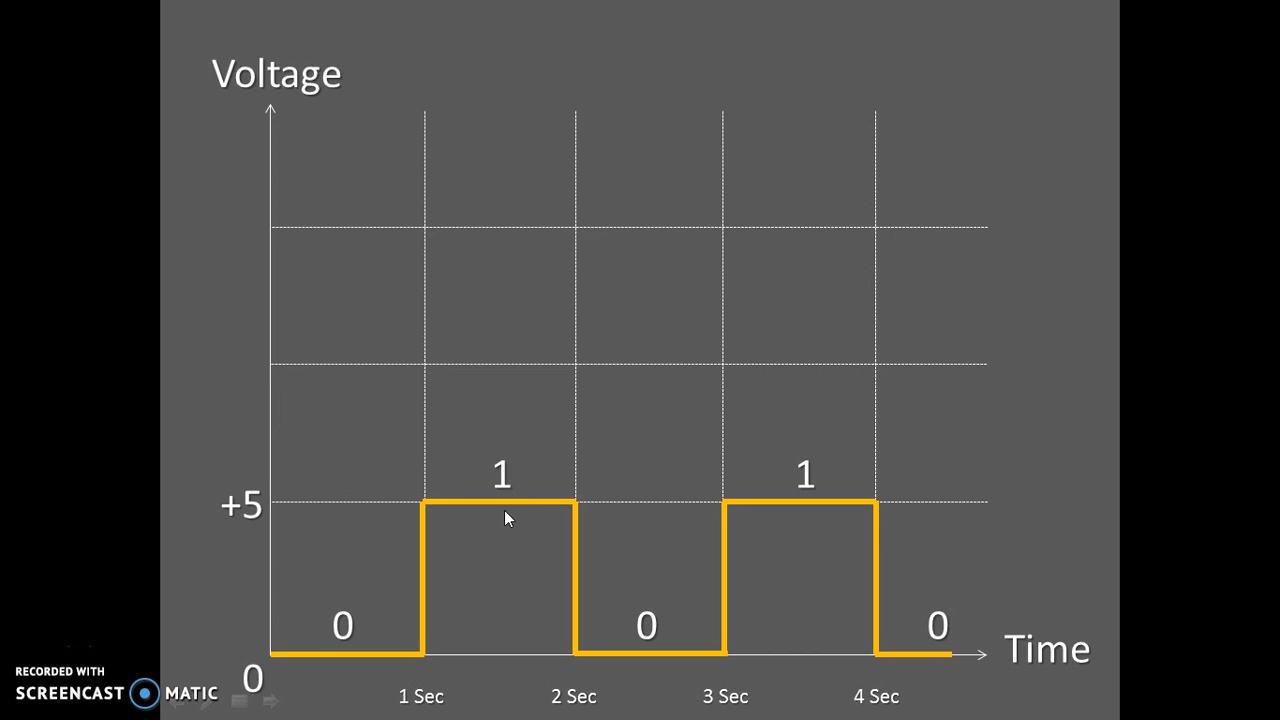 Voltage
1
1
+5
0
0
0
Time
0
1 Sec
2 Sec
3 Sec
4 Sec
RECORDED WITH
SCREENCAST MATIC